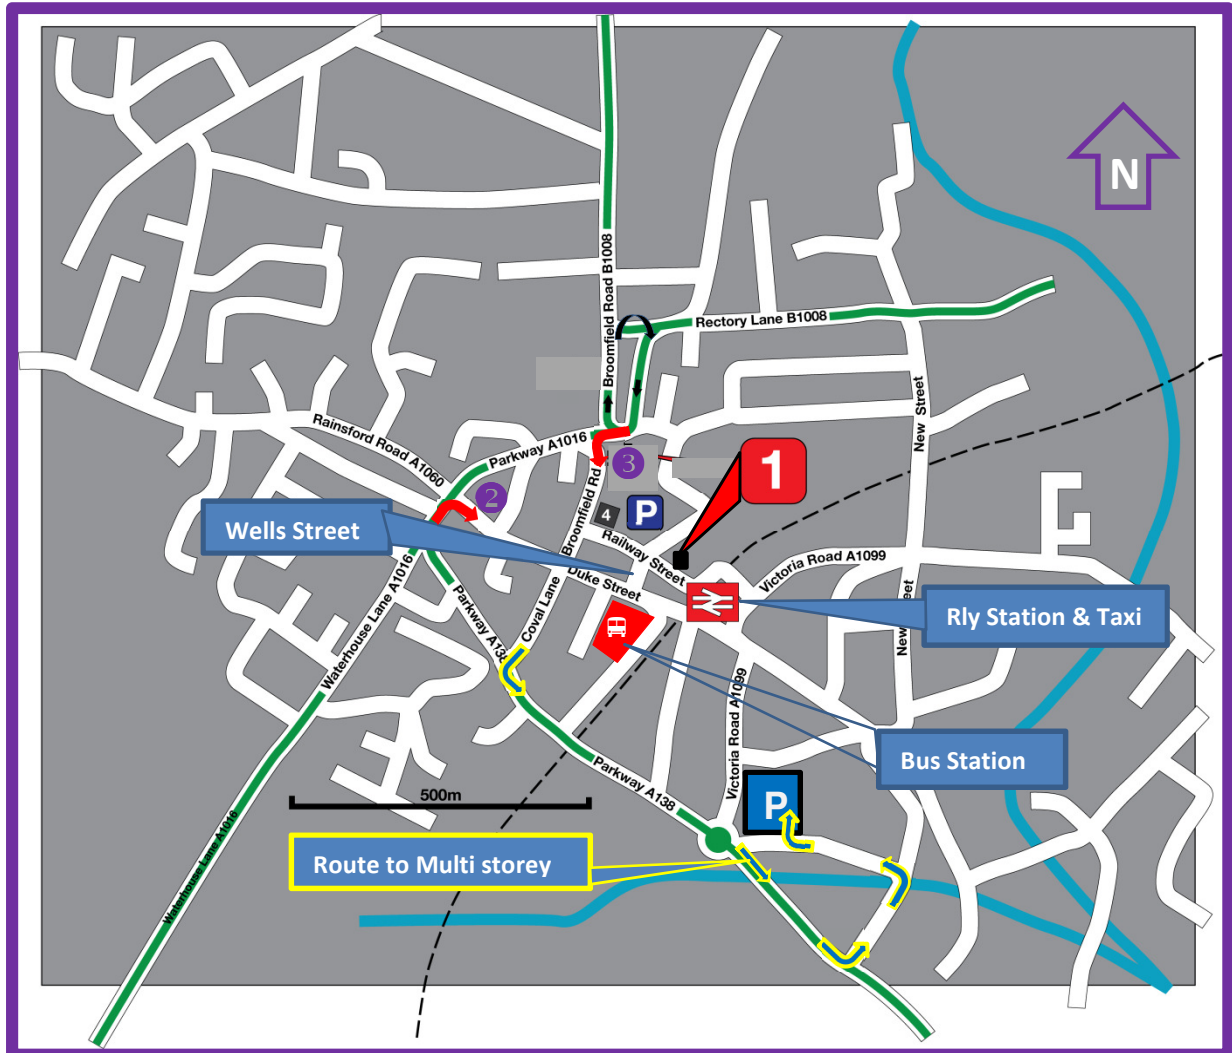 N
Broomfield Road B1008
Rectory Lane B1008
New Street
Rainsford Road A1060
Parkway A1016
3
1
2
Wells Street
Broomfield Rd
4
P
Railway Street
Victoria Road A1099
Duke Street
Waterhouse Lane A1016
Parkway A138
Coval Lane
Rly Station & Taxi
New Street
Victoria Road A1099
Bus Station
Parkway A138
P
500m
Route to Multi storey
Waterhouse Lane A1016